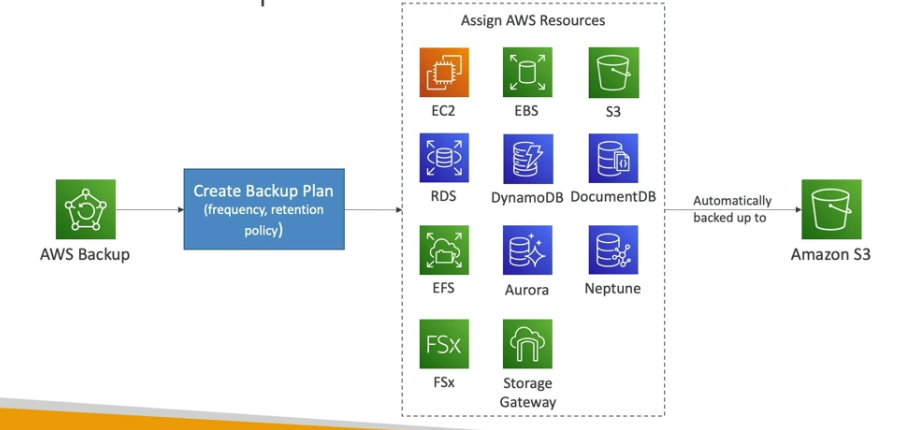 Assign AWS Resources
EC2
EBS
S3
RDS
DynamoDB
DocumentDB
EFS
Aurora
Neptune
FSx
FSx
Storage
Gateway
AWS Backup
Create Backup Plan
(frequency, retention
policy)
Automatically
backed up to
Amazon S3